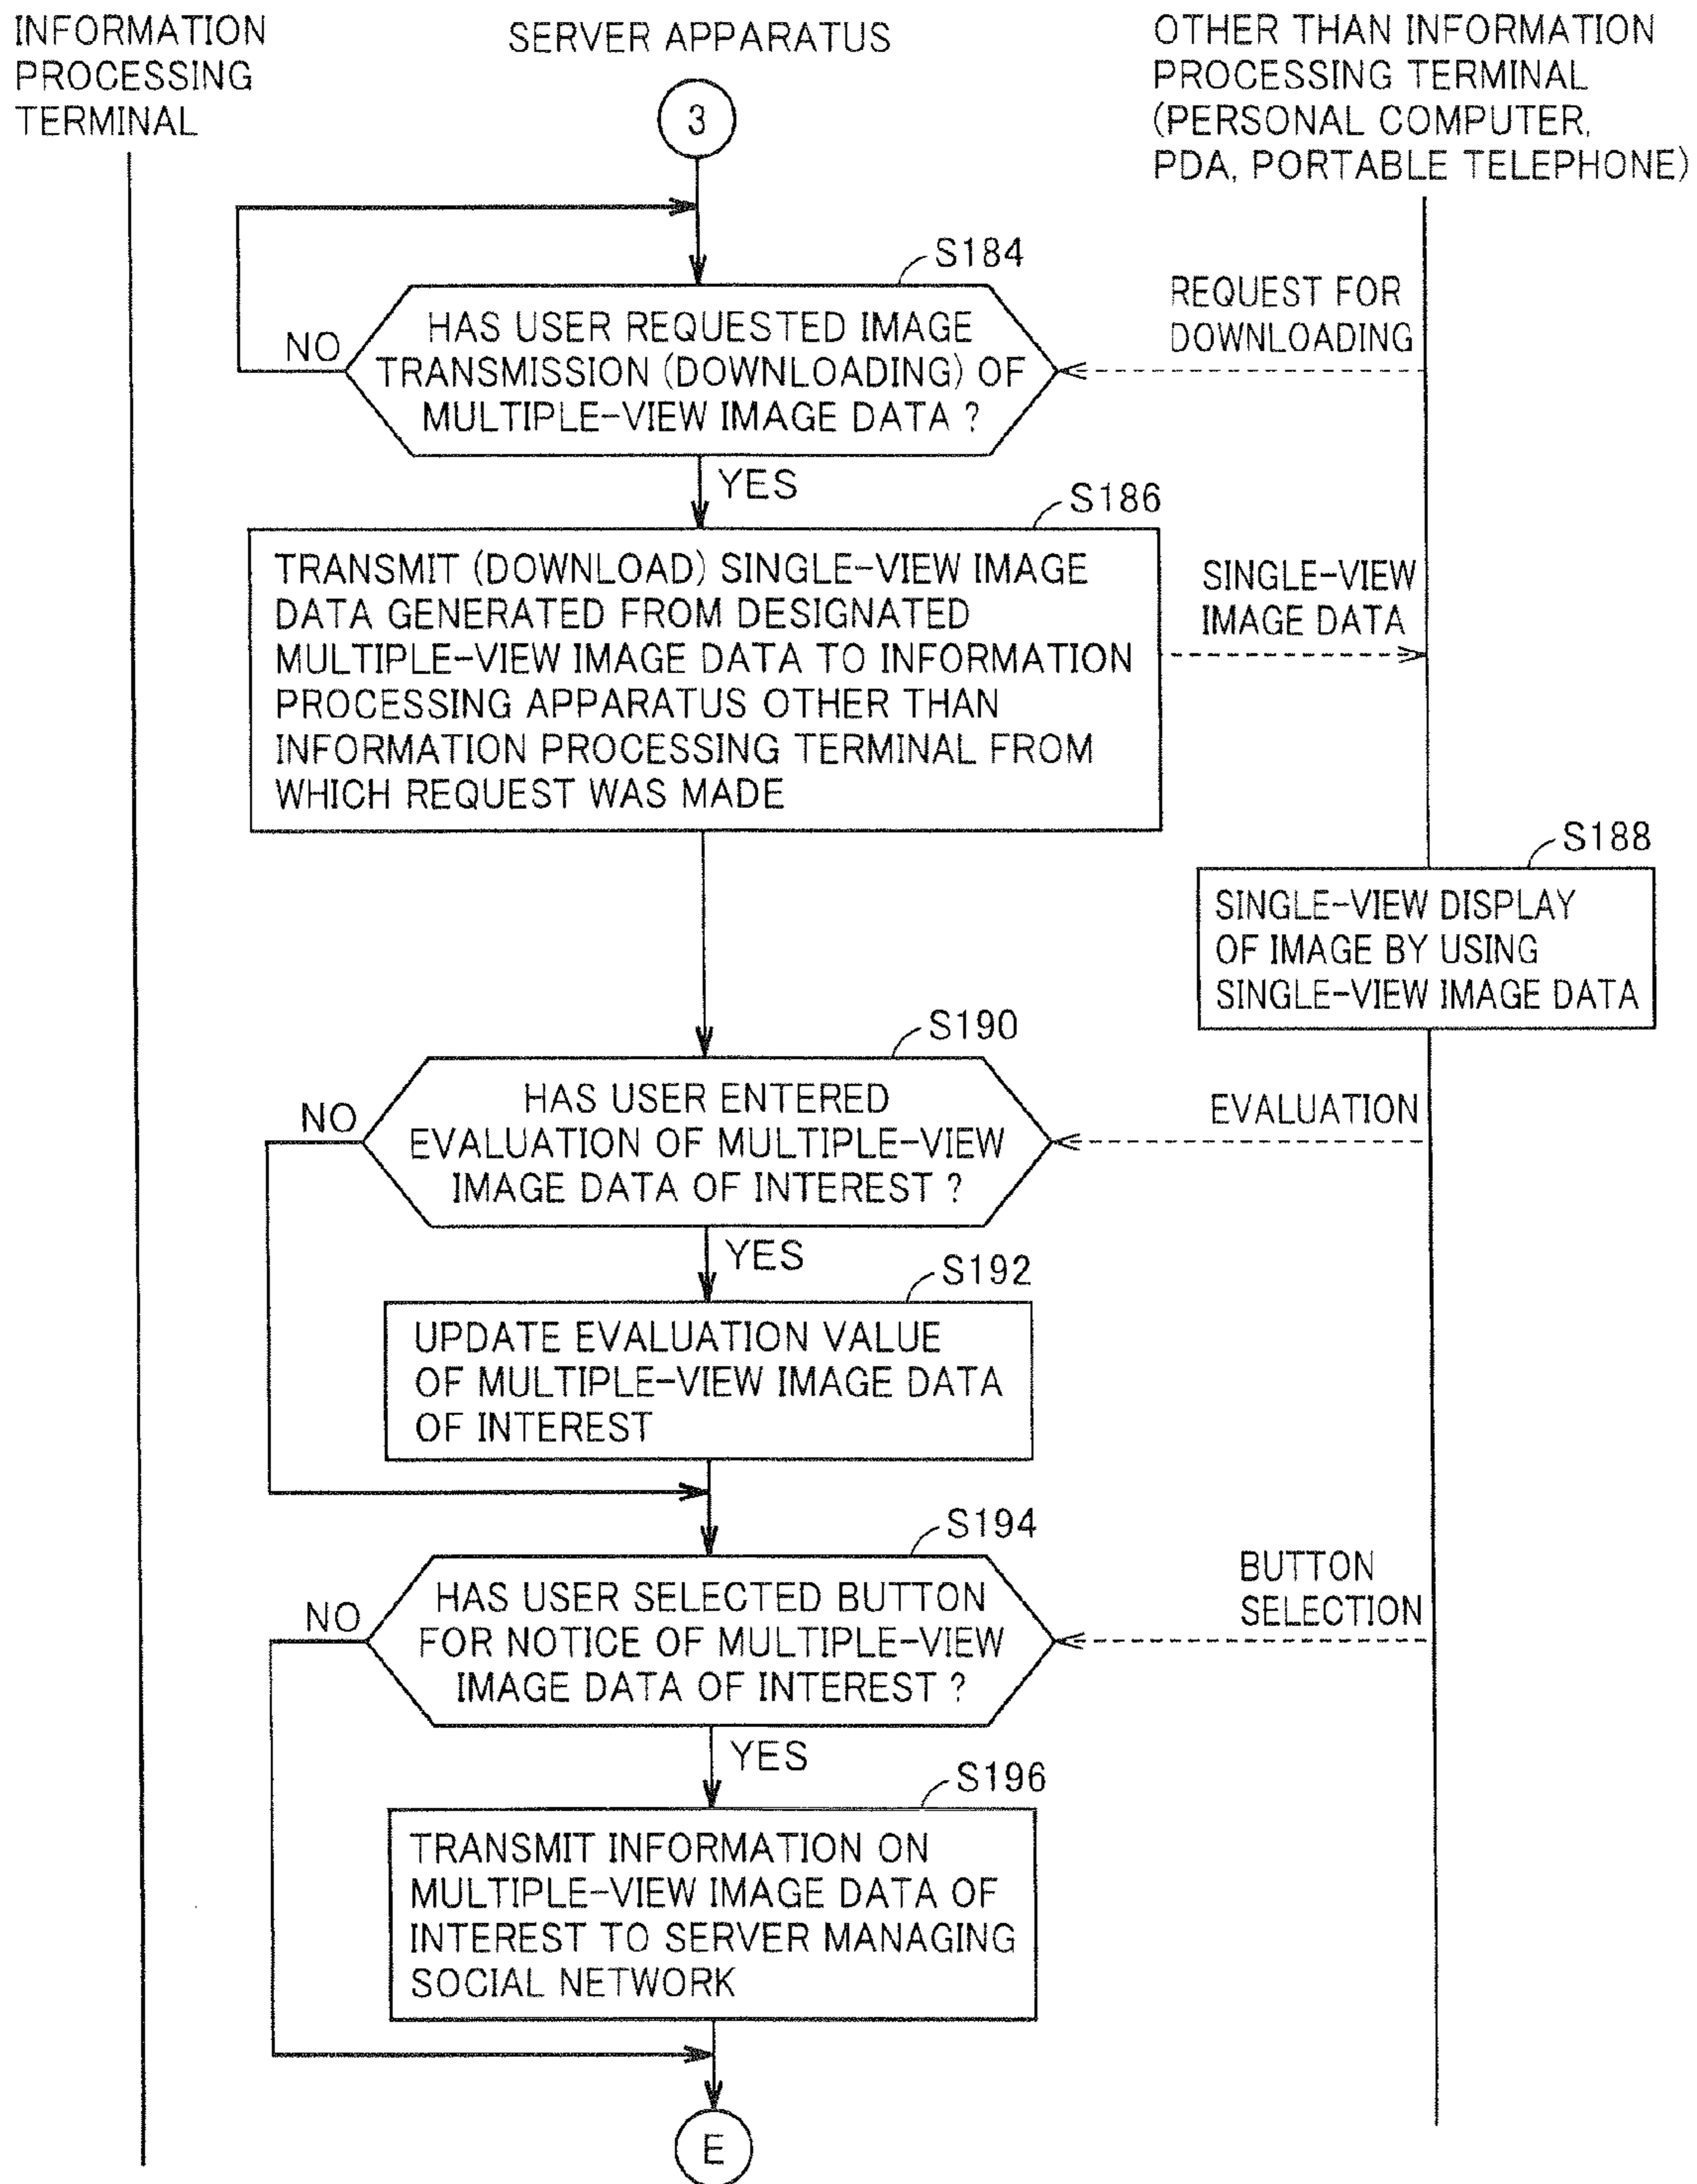 INFORMATION
PROCESSING
TERMINAL
SERVER APPARATUS
OTHER THAN INFORMATION
PROCESSING TERMINAL
(PERSONAL COMPUTER,
PDA, PORTABLE TELEPHONE)
3
S184
HAS USER REQUESTED IMAGE
TRANSMISSION (DOWNLOADING) OF
MULTIPLE-VIEW IMAGE DATA ?
NO
REQUEST FOR
DOWNLOADING
YES
S186
TRANSMIT (DOWNLOAD) SINGLE-VIEW IMAGE
DATA GENERATED FROM DESIGNATED
MULTIPLE-VIEW IMAGE DATA TO INFORMATION
PROCESSING APPARATUS OTHER THAN
INFORMATION PROCESSING TERMINAL FROM
WHICH REQUEST WAS MADE
SINGLE-VIEW
IMAGE DATA
S188
SINGLE-VIEW DISPLAY
OF IMAGE BY USING
SINGLE-VIEW IMAGE DATA
S190
HAS USER ENTERED
EVALUATION OF MULTIPLE-VIEW
IMAGE DATA OF INTEREST ?
NO
EVALUATION
YES
S192
UPDATE EVALUATION VALUE
OF MULTIPLE-VIEW IMAGE DATA
OF INTEREST
S194
HAS USER SELECTED BUTTON
FOR NOTICE OF MULTIPLE-VIEW
IMAGE DATA OF INTEREST ?
NO
BUTTON
SELECTION
YES
S196
TRANSMIT INFORMATION ON
MULTIPLE-VIEW IMAGE DATA OF
INTEREST TO SERVER MANAGING
SOCIAL NETWORK
E